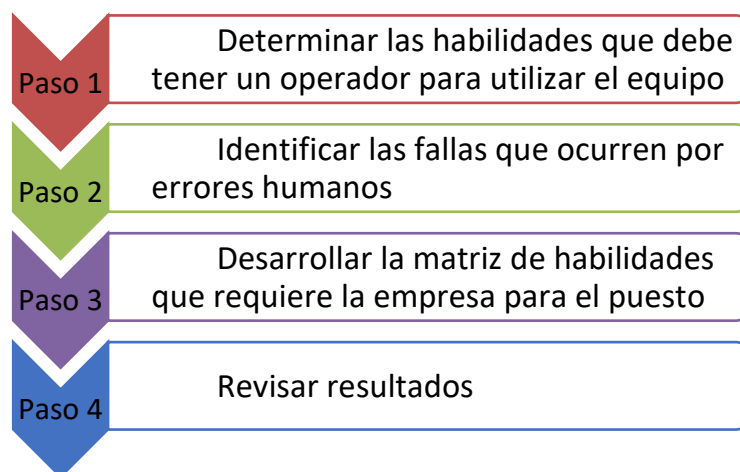 Paso 1
Determinar las habilidades que debe
tener un operador para utilizar el equipo
Paso 2
Identificar las fallas que ocurren por
errores humanos
Paso 3
Desarrollar la matriz de habilidades
que requiere la empresa para el puesto
Paso 4
Revisar resultados